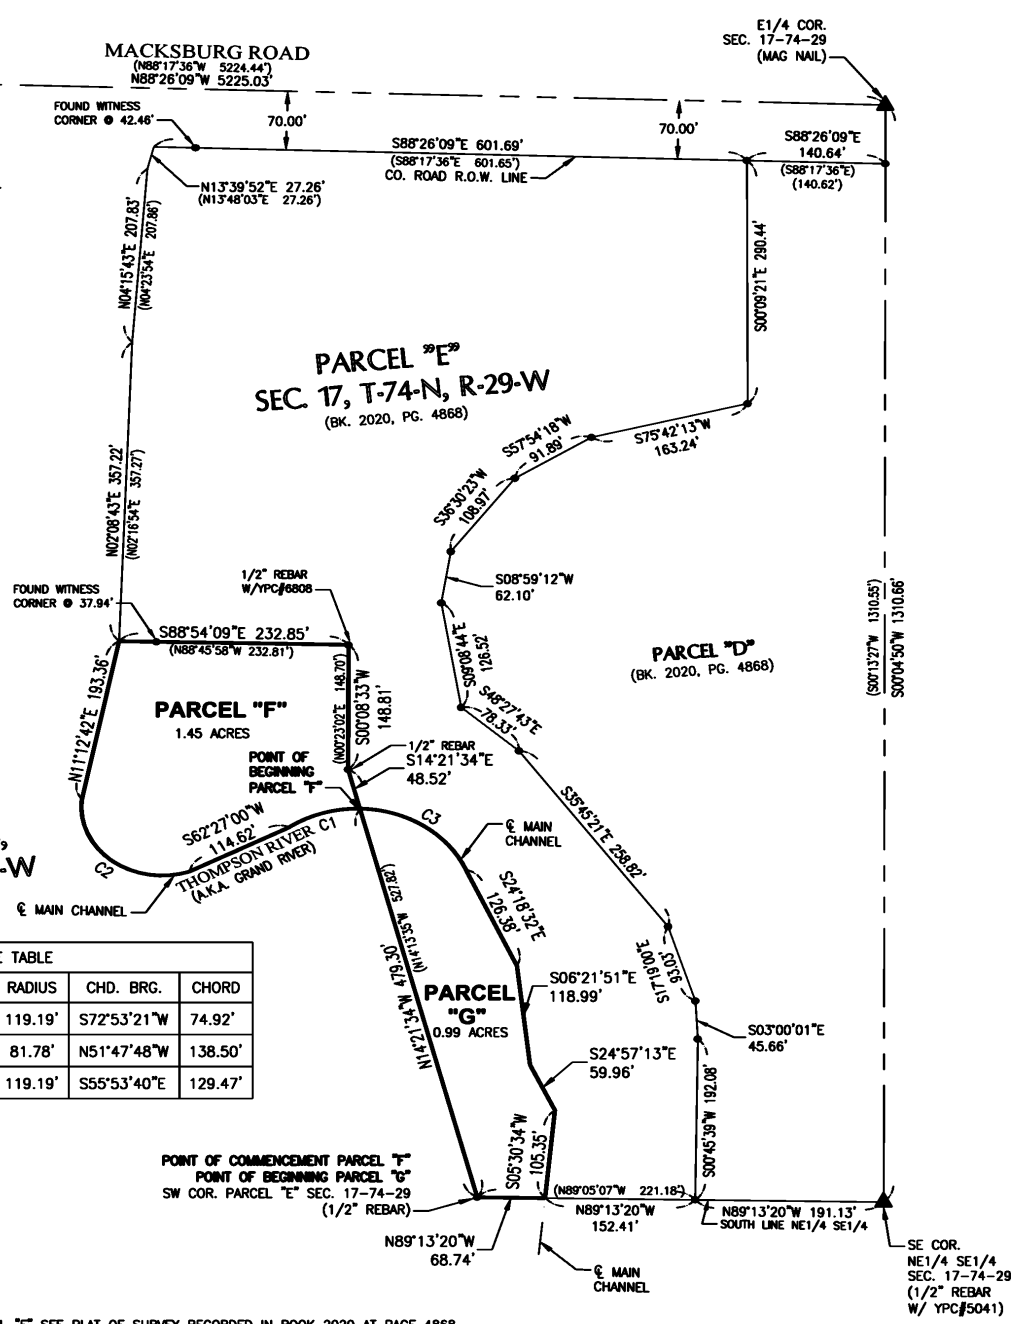 E1/4 COR.
SEC. 17-74-29
(MAG NAIL)
MACKSBURG ROAD
(N88°17'36"W 5224.44')
N88°26'09"W 5225.03'
FOUND WITNESS
CORNER @ 42.46'
70.00'
70.00'
S88°26'09"E 601.69'
(S88°17'36"E 601.65')
CO. ROAD R.O.W. LINE
S88°26'09"E
140.64'
(S88°17'36"E)
(140.62')
N13°39'52"E 27.26'
(N13°48'03"E 27.26')
N04°15'43"E 207.83'
(N04°23'54"E 207.86')
S00°09'21"E 290.44'
PARCEL "E"
SEC. 17, T-74-N, R-29-W
(BK. 2020, PG. 4868)
S75°42'13"W
163.24'
S57°54'18"W
91.89'
S36°30'23"W
108.97'
N02°08'43"E 357.22'
(N02°16'54"E 357.27')
S08°59'12"W
62.10'
S09°08'44"E
126.52'
FOUND WITNESS
CORNER @ 37.94'
1/2" REBAR
W/YPC#6808
S88°54'09"E 232.85'
(N88°45'58"W 232.81')
(S00°13'27"W 1310.55')
S00°04'50"W 1310.66'
PARCEL "D"
(BK. 2020, PG. 4868)
N11°12'42"E 193.36'
PARCEL "F"
1.45 ACRES
(N00°23'02"E 148.70')
S00°08'33"W
148.81'
S48°27'43"E
78.33'
POINT OF
BEGINNING
PARCEL "F"
1/2" REBAR
S14°21'34"E
48.52'
S35°45'21"E 258.82'
S62°27'00"W
114.62'
THOMPSON RIVER
(A.K.A. GRAND RIVER)
C1
C2
C3
-W
℄ MAIN CHANNEL
℄ MAIN
CHANNEL
S24°18'32"E
126.38'
(N14°13'35"W 527.82')
N14°21'34"W 479.30'
S17°19'00"E
93.03'
TABLE
RADIUS CHD. BRG. CHORD
119.19' S72°53'21"W 74.92'
81.78' N51°47'48"W 138.50'
119.19' S55°53'40"E 129.47'
PARCEL
"G"
0.99 ACRES
S06°21'51"E
118.99'
S03°00'01"E
45.66'
S24°57'13"E
59.96'
S00°45'39"W 192.08'
S05°30'34"W
105.35'
POINT OF COMMENCEMENT PARCEL "F"
POINT OF BEGINNING PARCEL "G"
SW COR. PARCEL "E" SEC. 17-74-29
(1/2" REBAR)
(N89°05'07"W 221.18')
N89°13'20"W
152.41'
N89°13'20"W 191.13'
SOUTH LINE NE1/4 SE1/4
N89°13'20"W
68.74'
℄ MAIN
CHANNEL
SE COR.
NE1/4 SE1/4
SEC. 17-74-29
(1/2" REBAR
W/ YPC#5041)